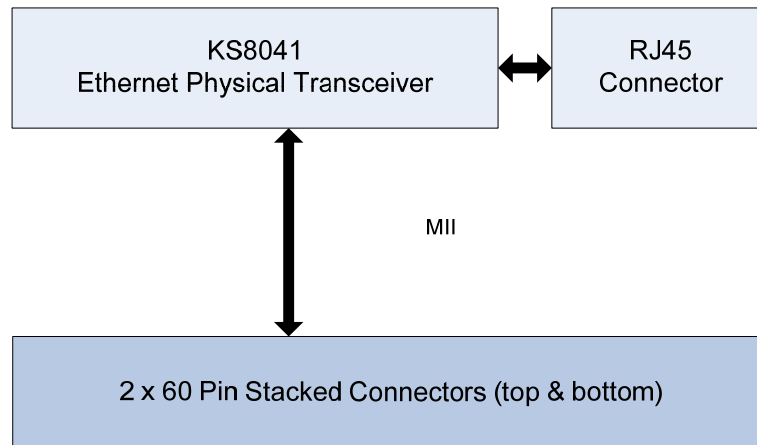 KS8041
Ethernet Physical Transceiver
RJ45
Connector
MII
2 x 60 Pin Stacked Connectors (top & bottom)